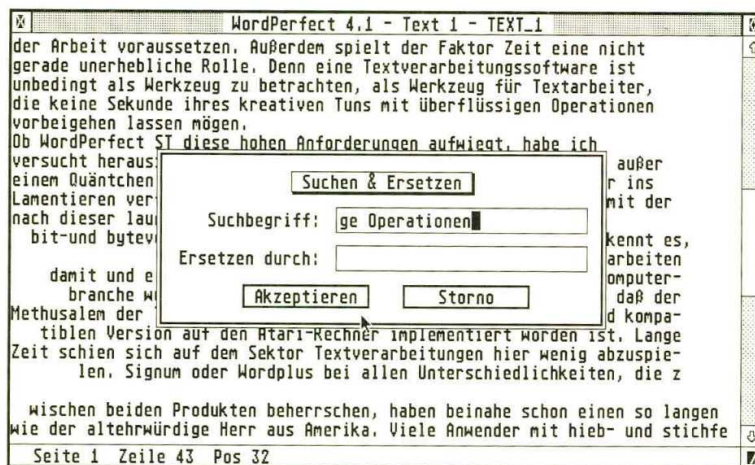 WordPerfect 4.1 - Text 1 - TEXT_1
der Arbeit voraussetzen. Außerdem spielt der Faktor Zeit eine nicht
gerade unerhebliche Rolle. Denn eine Textverarbeitungssoftware ist
unbedingt als Werkzeug zu betrachten, als Werkzeug für Textarbeiter,
die keine Sekunde ihres kreativen Tuns mit überflüssigen Operationen
vorbeigehen lassen mögen.
Ob WordPerfect ST diese hohen Anforderungen aufwiegt, habe ich
versucht heraus außer
einem Quäntchen r ins
Lamentieren ver mit der
nach dieser lau
bit-und bytev kennt es,
arbeiten
damit und e omputer-
branche w daß der
Methusalem der d kompa-
Suchen & Ersetzen
Suchbegriff: ge Operationen
Ersetzen durch:
Akzeptieren Storno
tiblen Version auf den Atari-Rechner implementiert worden ist. Lange
Zeit schien sich auf dem Sektor Textverarbeitungen hier wenig abzuspie-
len. Signum oder Wordplus bei allen Unterschiedlichkeiten, die z
wischen beiden Produkten beherrschen, haben beinahe schon einen so langen
wie der altehrwürdige Herr aus Amerika. Viele Anwender mit hieb- und stichfe
Seite 1 Zeile 43 Pos 32